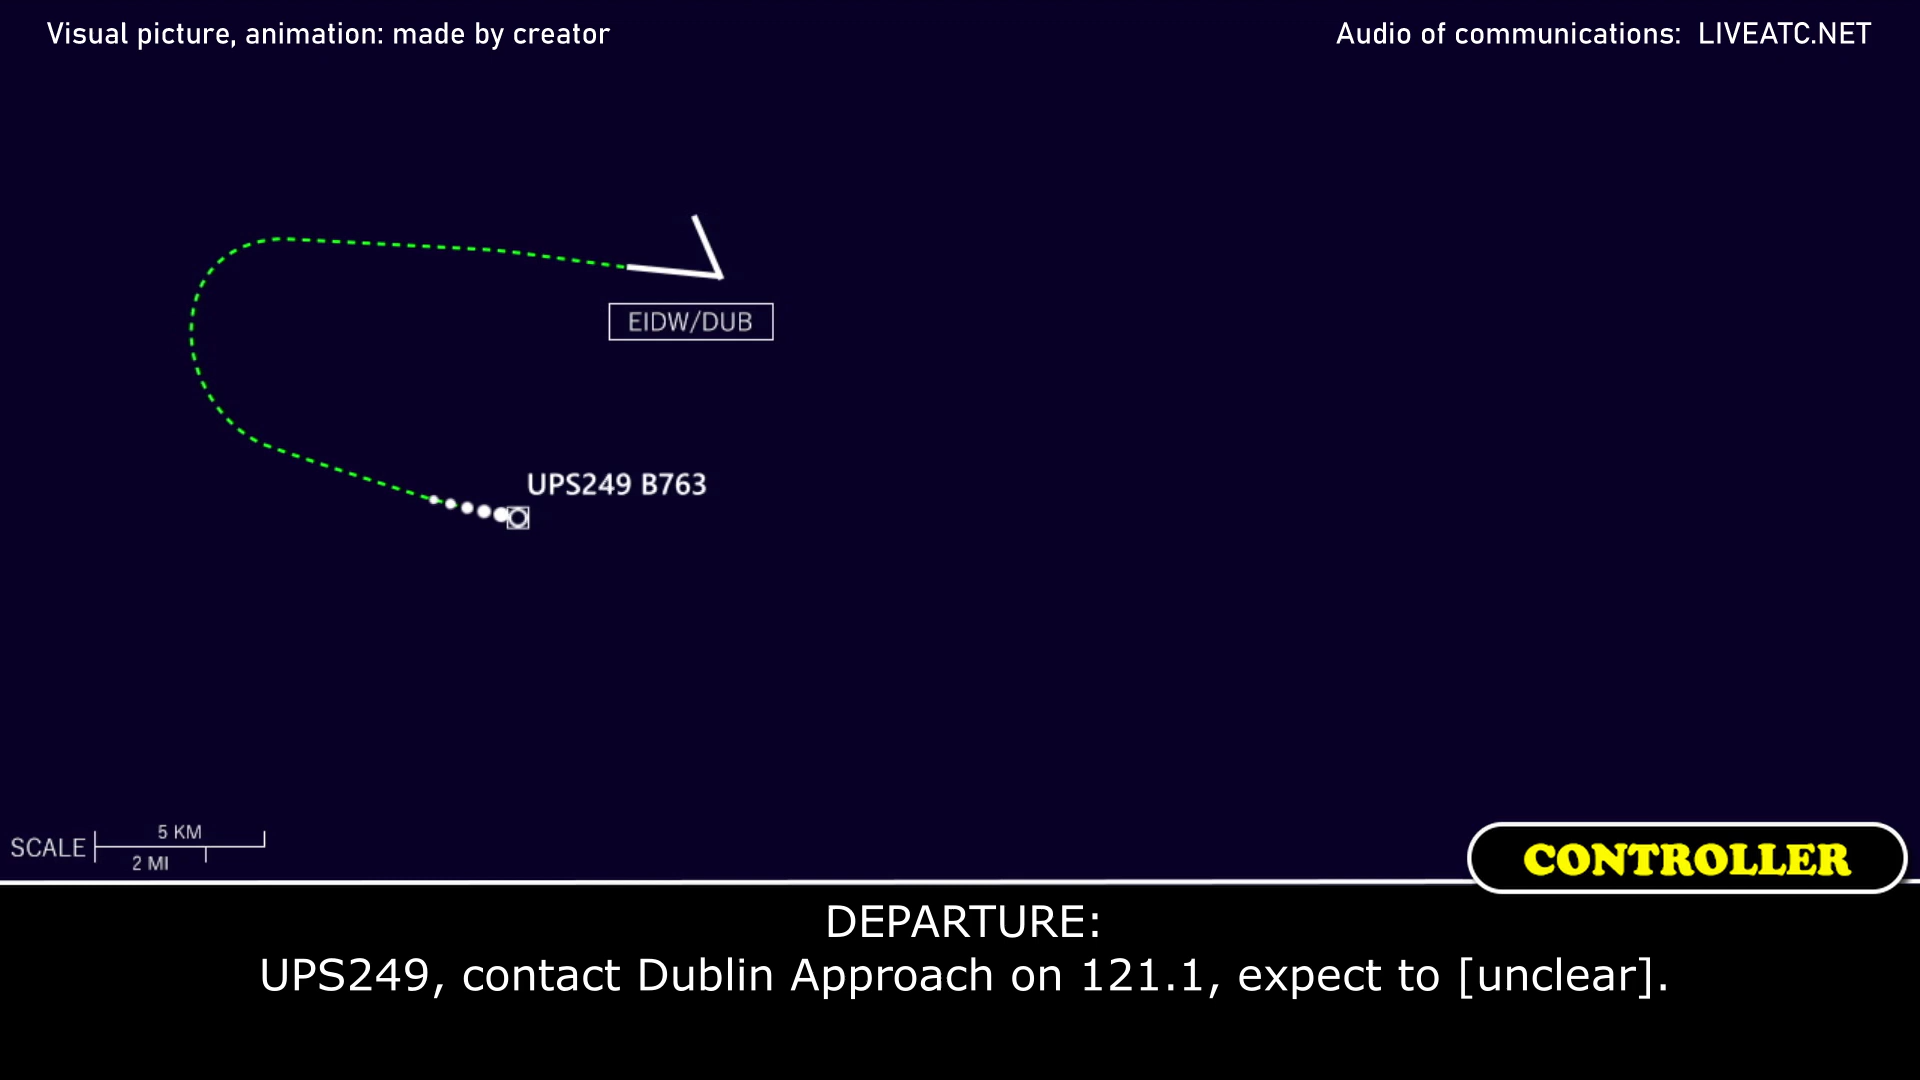 Visual picture, animation: made by creator
Audio of communications: LIVEATC.NET
EIDW/DUB
UPS249 B763
SCALE
5 KM
2 MI
CONTROLLER
DEPARTURE:
UPS249, contact Dublin Approach on 121.1, expect to [unclear].